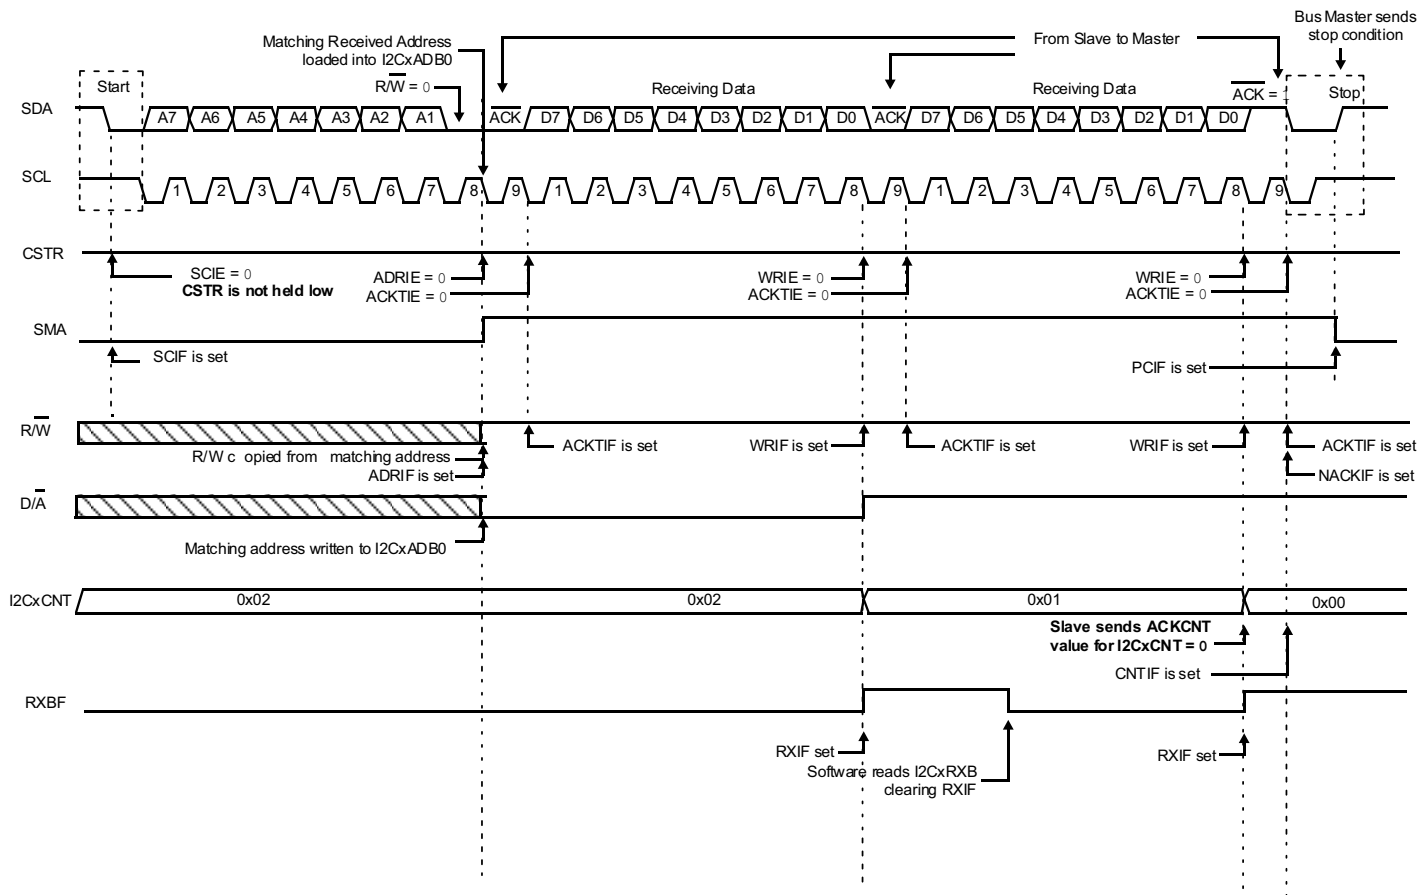 Bus Master sends
stop condition
Matching Received Address
loaded into I2CxADB0
From Slave to Master
R/W = 0
Start
Receiving Data
Receiving Data
ACK = 1
Stop
SDA
A7 A6 A5 A4 A3 A2 A1 ACK D7 D6 D5 D4 D3 D2 D1 D0 ACK D7 D6 D5 D4 D3 D2 D1 D0
SCL
1 2 3 4 5 6 7 8 9 1 2 3 4 5 6 7 8 9 1 2 3 4 5 6 7 8 9
CSTR
SCIE = 0
CSTR is not held low
ADRIE = 0
ACKTIE = 0
WRIE = 0
ACKTIE = 0
WRIE = 0
ACKTIE = 0
SMA
SCIF is set
PCIF is set
R/W
ACKTIF is set
WRIF is set
ACKTIF is set
WRIF is set
ACKTIF is set
R/W c opied from matching address
ADRIF is set
NACKIF is set
D/A
Matching address written to I2CxADB0
I2CxCNT
0x02
0x02
0x01
0x00
Slave sends ACKCNT
value for I2CxCNT = 0
CNTIF is set
RXBF
RXIF set
Software reads I2CxRXB
clearing RXIF
RXIF set